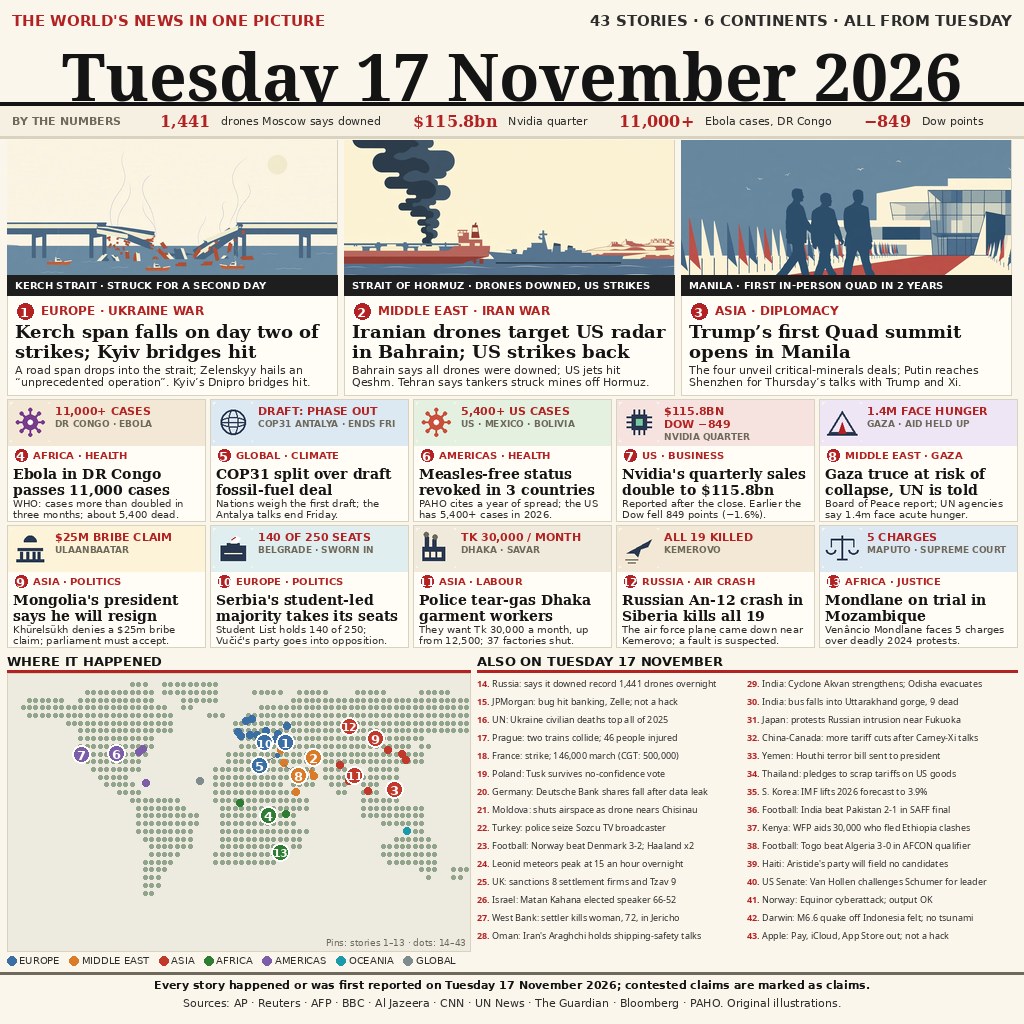 THE WORLD'S NEWS IN ONE PICTURE
43 STORIES · 6 CONTINENTS · ALL FROM TUESDAY
Tuesday 17 November 2026
BY THE NUMBERS
1,441 drones Moscow says downed
$115.8bn Nvidia quarter
11,000+ Ebola cases, DR Congo
−849 Dow points
KERCH STRAIT · STRUCK FOR A SECOND DAY
1 EUROPE · UKRAINE WAR
Kerch span falls on day two of
strikes; Kyiv bridges hit
A road span drops into the strait; Zelenskyy hails an
“unprecedented operation”. Kyiv’s Dnipro bridges hit.
STRAIT OF HORMUZ · DRONES DOWNED, US STRIKES
2 MIDDLE EAST · IRAN WAR
Iranian drones target US radar
in Bahrain; US strikes back
Bahrain says all drones were downed; US jets hit
Qeshm. Tehran says tankers struck mines off Hormuz.
MANILA · FIRST IN-PERSON QUAD IN 2 YEARS
3 ASIA · DIPLOMACY
Trump’s first Quad summit
opens in Manila
The four unveil critical-minerals deals; Putin reaches
Shenzhen for Thursday’s talks with Trump and Xi.
11,000+ CASES
DR CONGO · EBOLA
4 AFRICA · HEALTH
Ebola in DR Congo
passes 11,000 cases
WHO: cases more than doubled in
three months; about 5,400 dead.
DRAFT: PHASE OUT
COP31 ANTALYA · ENDS FRI
5 GLOBAL · CLIMATE
COP31 split over draft
fossil-fuel deal
Nations weigh the first draft; the
Antalya talks end Friday.
5,400+ US CASES
US · MEXICO · BOLIVIA
6 AMERICAS · HEALTH
Measles-free status
revoked in 3 countries
PAHO cites a year of spread; the US
has 5,400+ cases in 2026.
$115.8BN
DOW −849
NVIDIA QUARTER
7 US · BUSINESS
Nvidia's quarterly sales
double to $115.8bn
Reported after the close. Earlier the
Dow fell 849 points (−1.6%).
1.4M FACE HUNGER
GAZA · AID HELD UP
8 MIDDLE EAST · GAZA
Gaza truce at risk of
collapse, UN is told
Board of Peace report; UN agencies
say 1.4m face acute hunger.
$25M BRIBE CLAIM
ULAANBAATAR
9 ASIA · POLITICS
Mongolia's president
says he will resign
Khürelsükh denies a $25m bribe
claim; parliament must accept.
140 OF 250 SEATS
BELGRADE · SWORN IN
10 EUROPE · POLITICS
Serbia's student-led
majority takes its seats
Student List holds 140 of 250;
Vučić's party goes into opposition.
TK 30,000 / MONTH
DHAKA · SAVAR
11 ASIA · LABOUR
Police tear-gas Dhaka
garment workers
They want Tk 30,000 a month, up
from 12,500; 37 factories shut.
ALL 19 KILLED
KEMEROVO
12 RUSSIA · AIR CRASH
Russian An-12 crash in
Siberia kills all 19
The air force plane came down near
Kemerovo; a fault is suspected.
5 CHARGES
MAPUTO · SUPREME COURT
13 AFRICA · JUSTICE
Mondlane on trial in
Mozambique
Venâncio Mondlane faces 5 charges
over deadly 2024 protests.
WHERE IT HAPPENED
12
10 1 9
7 6 2
5 8 11
3
4
13
Pins: stories 1–13 · dots: 14–43
EUROPE MIDDLE EAST ASIA AFRICA AMERICAS OCEANIA GLOBAL
ALSO ON TUESDAY 17 NOVEMBER
14. Russia: says it downed record 1,441 drones overnight
15. JPMorgan: bug hit banking, Zelle; not a hack
16. UN: Ukraine civilian deaths top all of 2025
17. Prague: two trains collide; 46 people injured
18. France: strike; 146,000 march (CGT: 500,000)
19. Poland: Tusk survives no-confidence vote
20. Germany: Deutsche Bank shares fall after data leak
21. Moldova: shuts airspace as drone nears Chisinau
22. Turkey: police seize Sozcu TV broadcaster
23. Football: Norway beat Denmark 3-2; Haaland x2
24. Leonid meteors peak at 15 an hour overnight
25. UK: sanctions 8 settlement firms and Tzav 9
26. Israel: Matan Kahana elected speaker 66-52
27. West Bank: settler kills woman, 72, in Jericho
28. Oman: Iran's Araghchi holds shipping-safety talks
29. India: Cyclone Akvan strengthens; Odisha evacuates
30. India: bus falls into Uttarakhand gorge, 9 dead
31. Japan: protests Russian intrusion near Fukuoka
32. China-Canada: more tariff cuts after Carney-Xi talks
33. Yemen: Houthi terror bill sent to president
34. Thailand: pledges to scrap tariffs on US goods
35. S. Korea: IMF lifts 2026 forecast to 3.9%
36. Football: India beat Pakistan 2-1 in SAFF final
37. Kenya: WFP aids 30,000 who fled Ethiopia clashes
38. Football: Togo beat Algeria 3-0 in AFCON qualifier
39. Haiti: Aristide's party will field no candidates
40. US Senate: Van Hollen challenges Schumer for leader
41. Norway: Equinor cyberattack; output OK
42. Darwin: M6.6 quake off Indonesia felt; no tsunami
43. Apple: Pay, iCloud, App Store out; not a hack
Every story happened or was first reported on Tuesday 17 November 2026; contested claims are marked as claims.
Sources: AP · Reuters · AFP · BBC · Al Jazeera · CNN · UN News · The Guardian · Bloomberg · PAHO. Original illustrations.